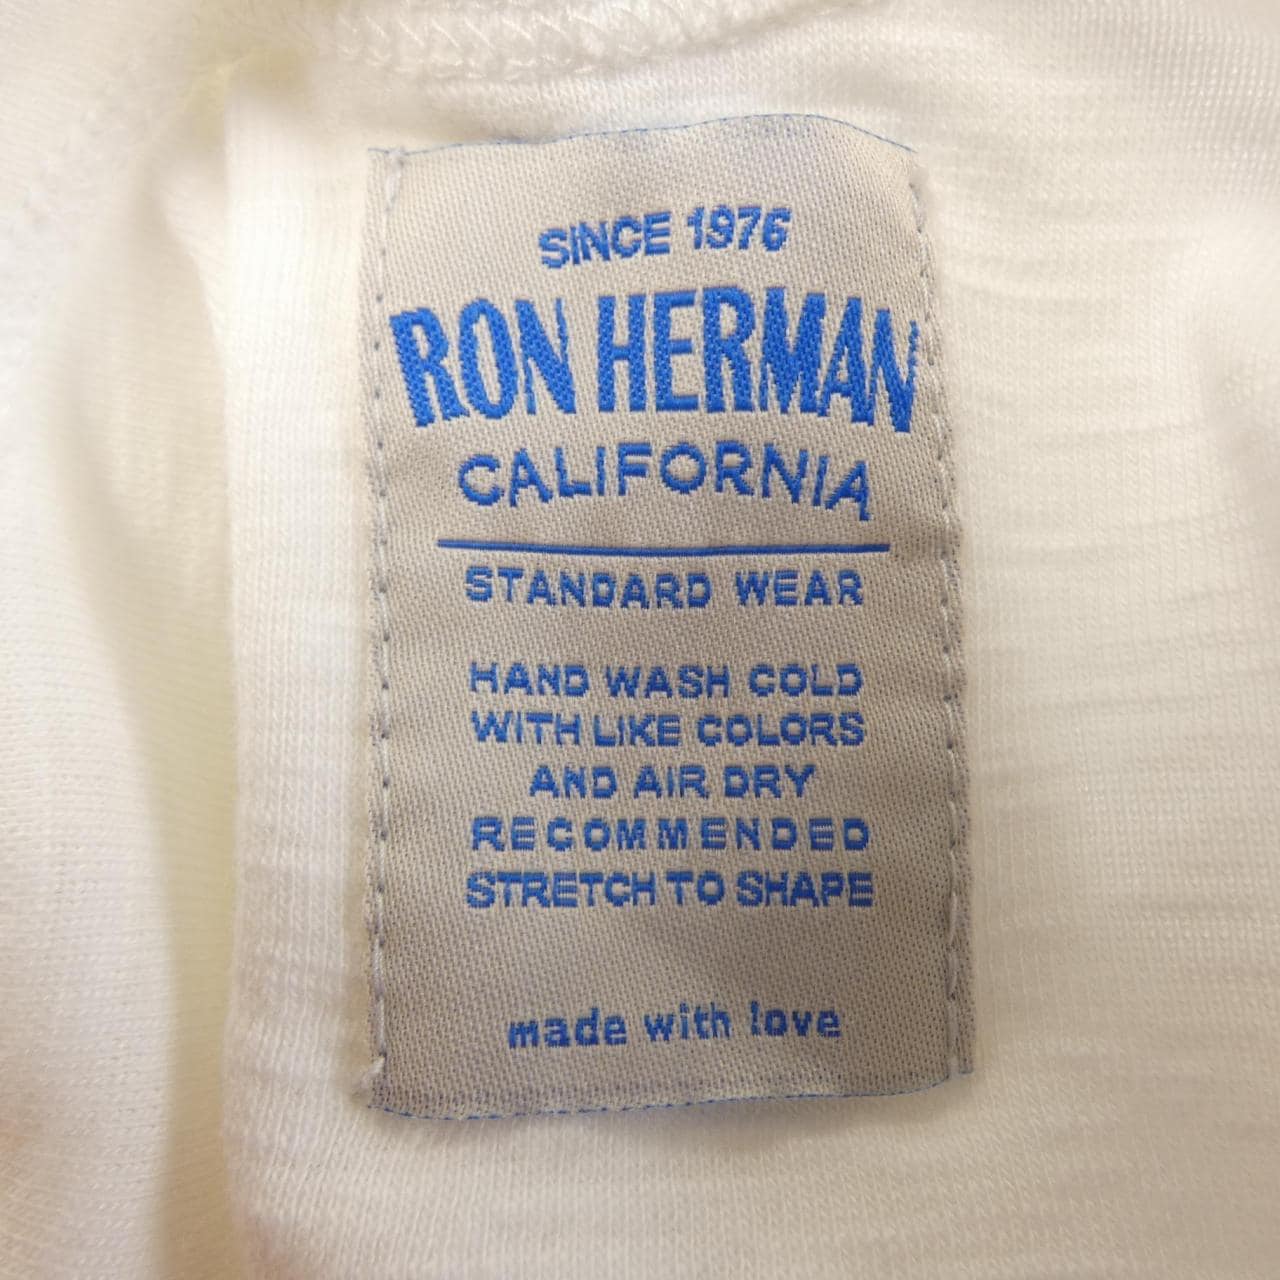 SINCE 1976
RON HERMAN
CALIFORNIA
STANDARD WEAR
HAND WASH COLD
WITH LIKE COLORS
AND AIR DRY
RECOMMENDED
STRETCH TO SHAPE
made with love